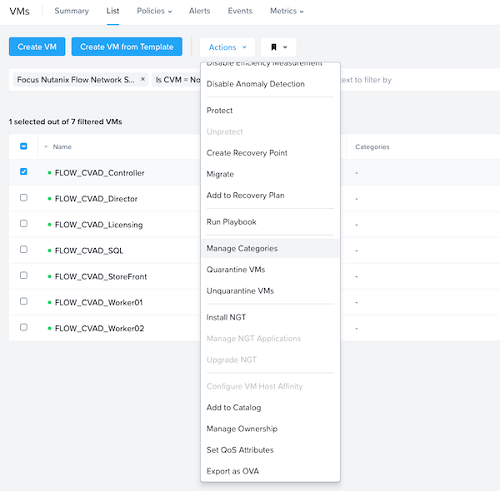 VMs Summary List Policies Alerts Events Metrics
Create VM Create VM from Template Actions
Disable Efficiency Measurement
Focus Nutanix Flow Network S... × Is CVM = No text to filter by
Disable Anomaly Detection
Protect
1 selected out of 7 filtered VMs
Unprotect
Name Categories
Create Recovery Point
FLOW_CVAD_Controller -
Migrate
FLOW_CVAD_Director -
Add to Recovery Plan
FLOW_CVAD_Licensing -
Run Playbook
FLOW_CVAD_SQL -
Manage Categories
FLOW_CVAD_StoreFront -
Quarantine VMs
FLOW_CVAD_Worker01 -
Unquarantine VMs
FLOW_CVAD_Worker02 -
Install NGT
Manage NGT Applications
Upgrade NGT
Configure VM Host Affinity
Add to Catalog
Manage Ownership
Set QoS Attributes
Export as OVA